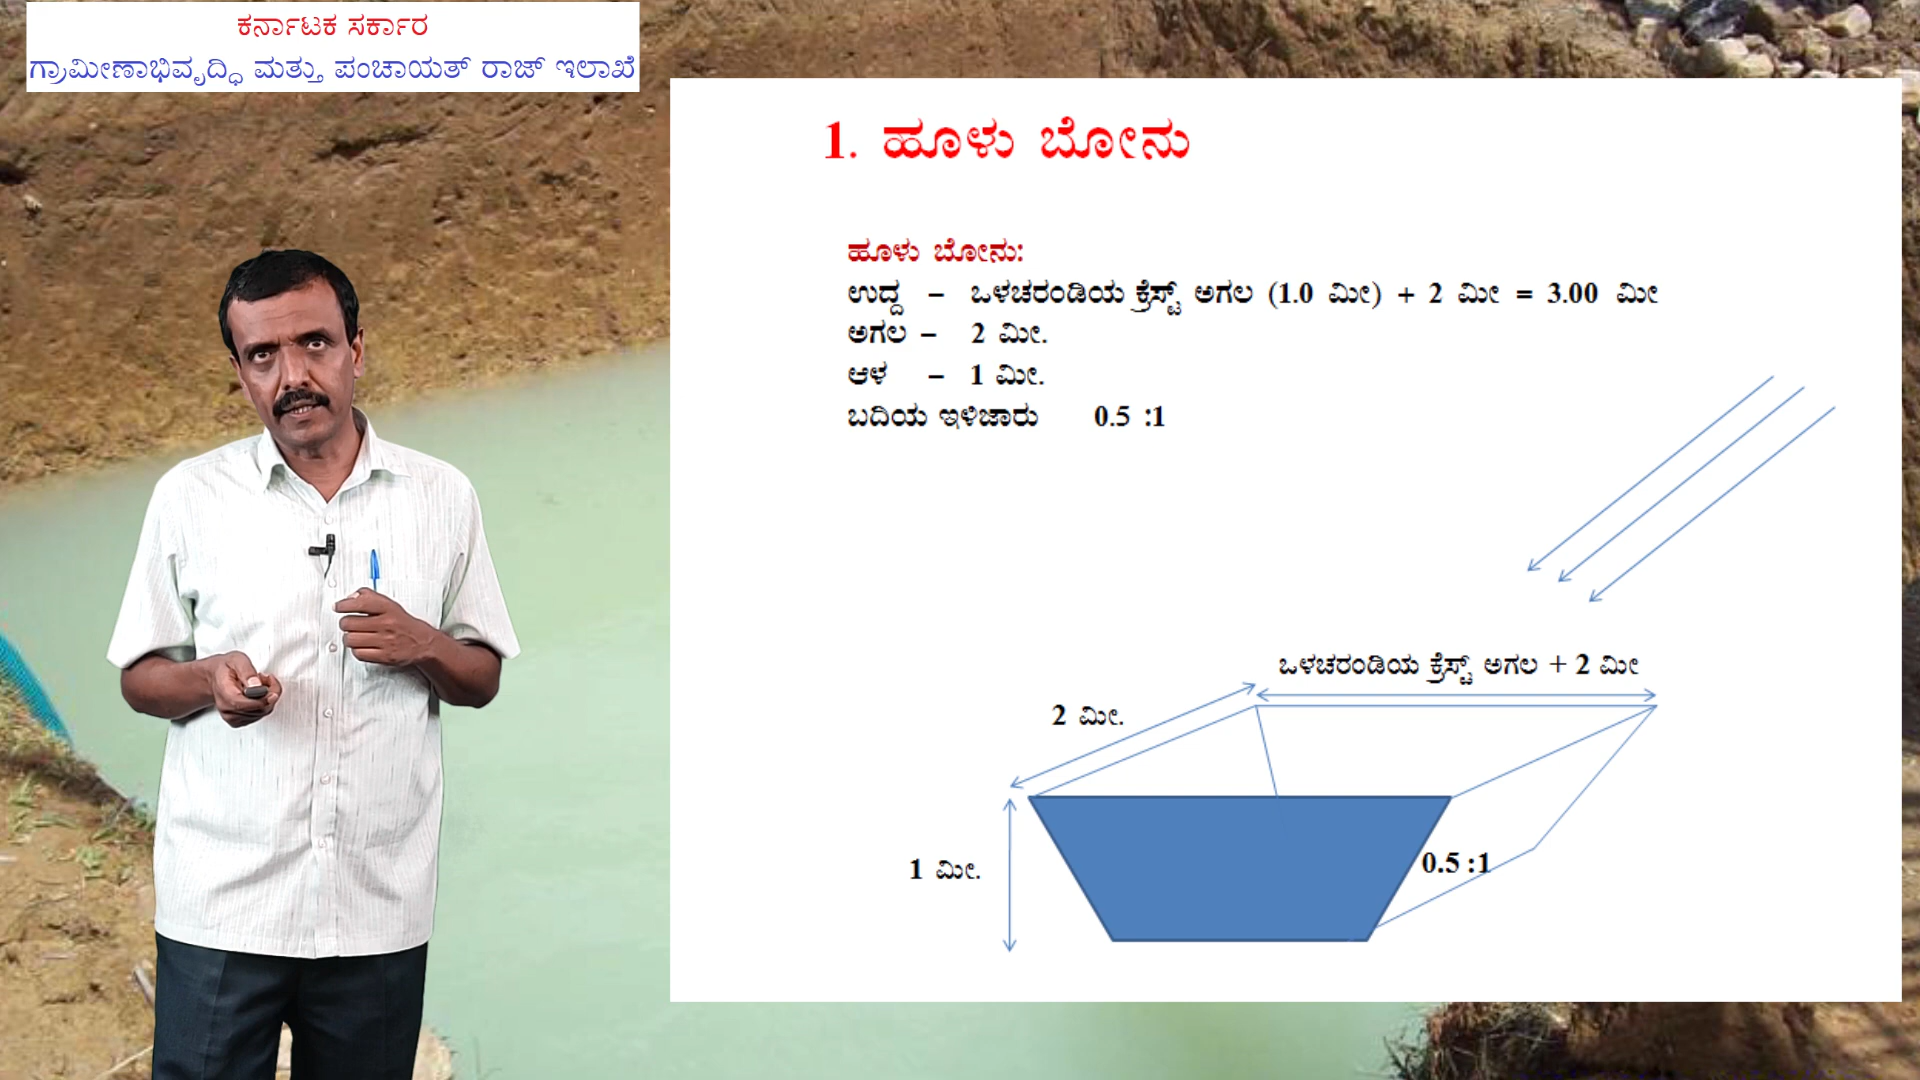 ಕರ್ನಾಟಕ ಸರ್ಕಾರ
ಗ್ರಾಮೀಣಾಭಿವೃದ್ಧಿ ಮತ್ತು ಪಂಚಾಯತ್ ರಾಜ್ ಇಲಾಖೆ
1. ಹೂಳು ಬೋನು
ಹೂಳು ಬೋನು:
ಉದ್ದ – ಒಳಚರಂಡಿಯ ಕ್ರೆಸ್ಟ್ ಅಗಲ (1.0 ಮೀ) + 2 ಮೀ = 3.00 ಮೀ
ಅಗಲ – 2 ಮೀ.
ಆಳ – 1 ಮೀ.
ಬದಿಯ ಇಳಿಜಾರು 0.5 :1
ಒಳಚರಂಡಿಯ ಕ್ರೆಸ್ಟ್ ಅಗಲ + 2 ಮೀ
2 ಮೀ.
1 ಮೀ.
0.5 :1